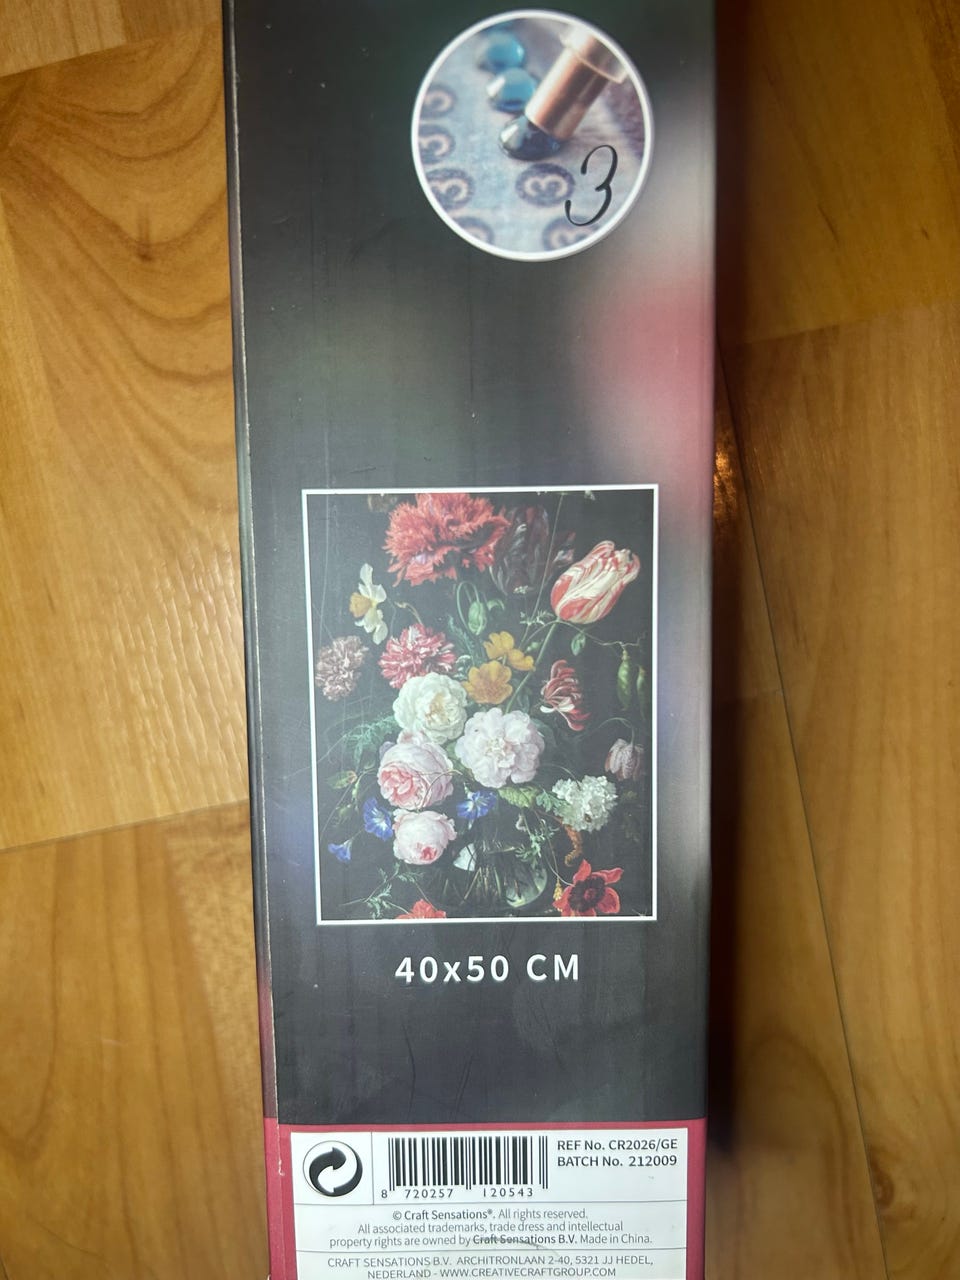 3
40x50 CM
REF No. CR2026/GE
BATCH No. 212009
8 720257 120543
© Craft Sensations®. All rights reserved.
All associated trademarks, trade dress and intellectual
property rights are owned by Craft Sensations B.V. Made in China.
CRAFT SENSATIONS B.V. ARCHITRONLAAN 2-40, 5321 JJ HEDEL,
NEDERLAND - WWW.CREATIVECRAFTGROUP.COM